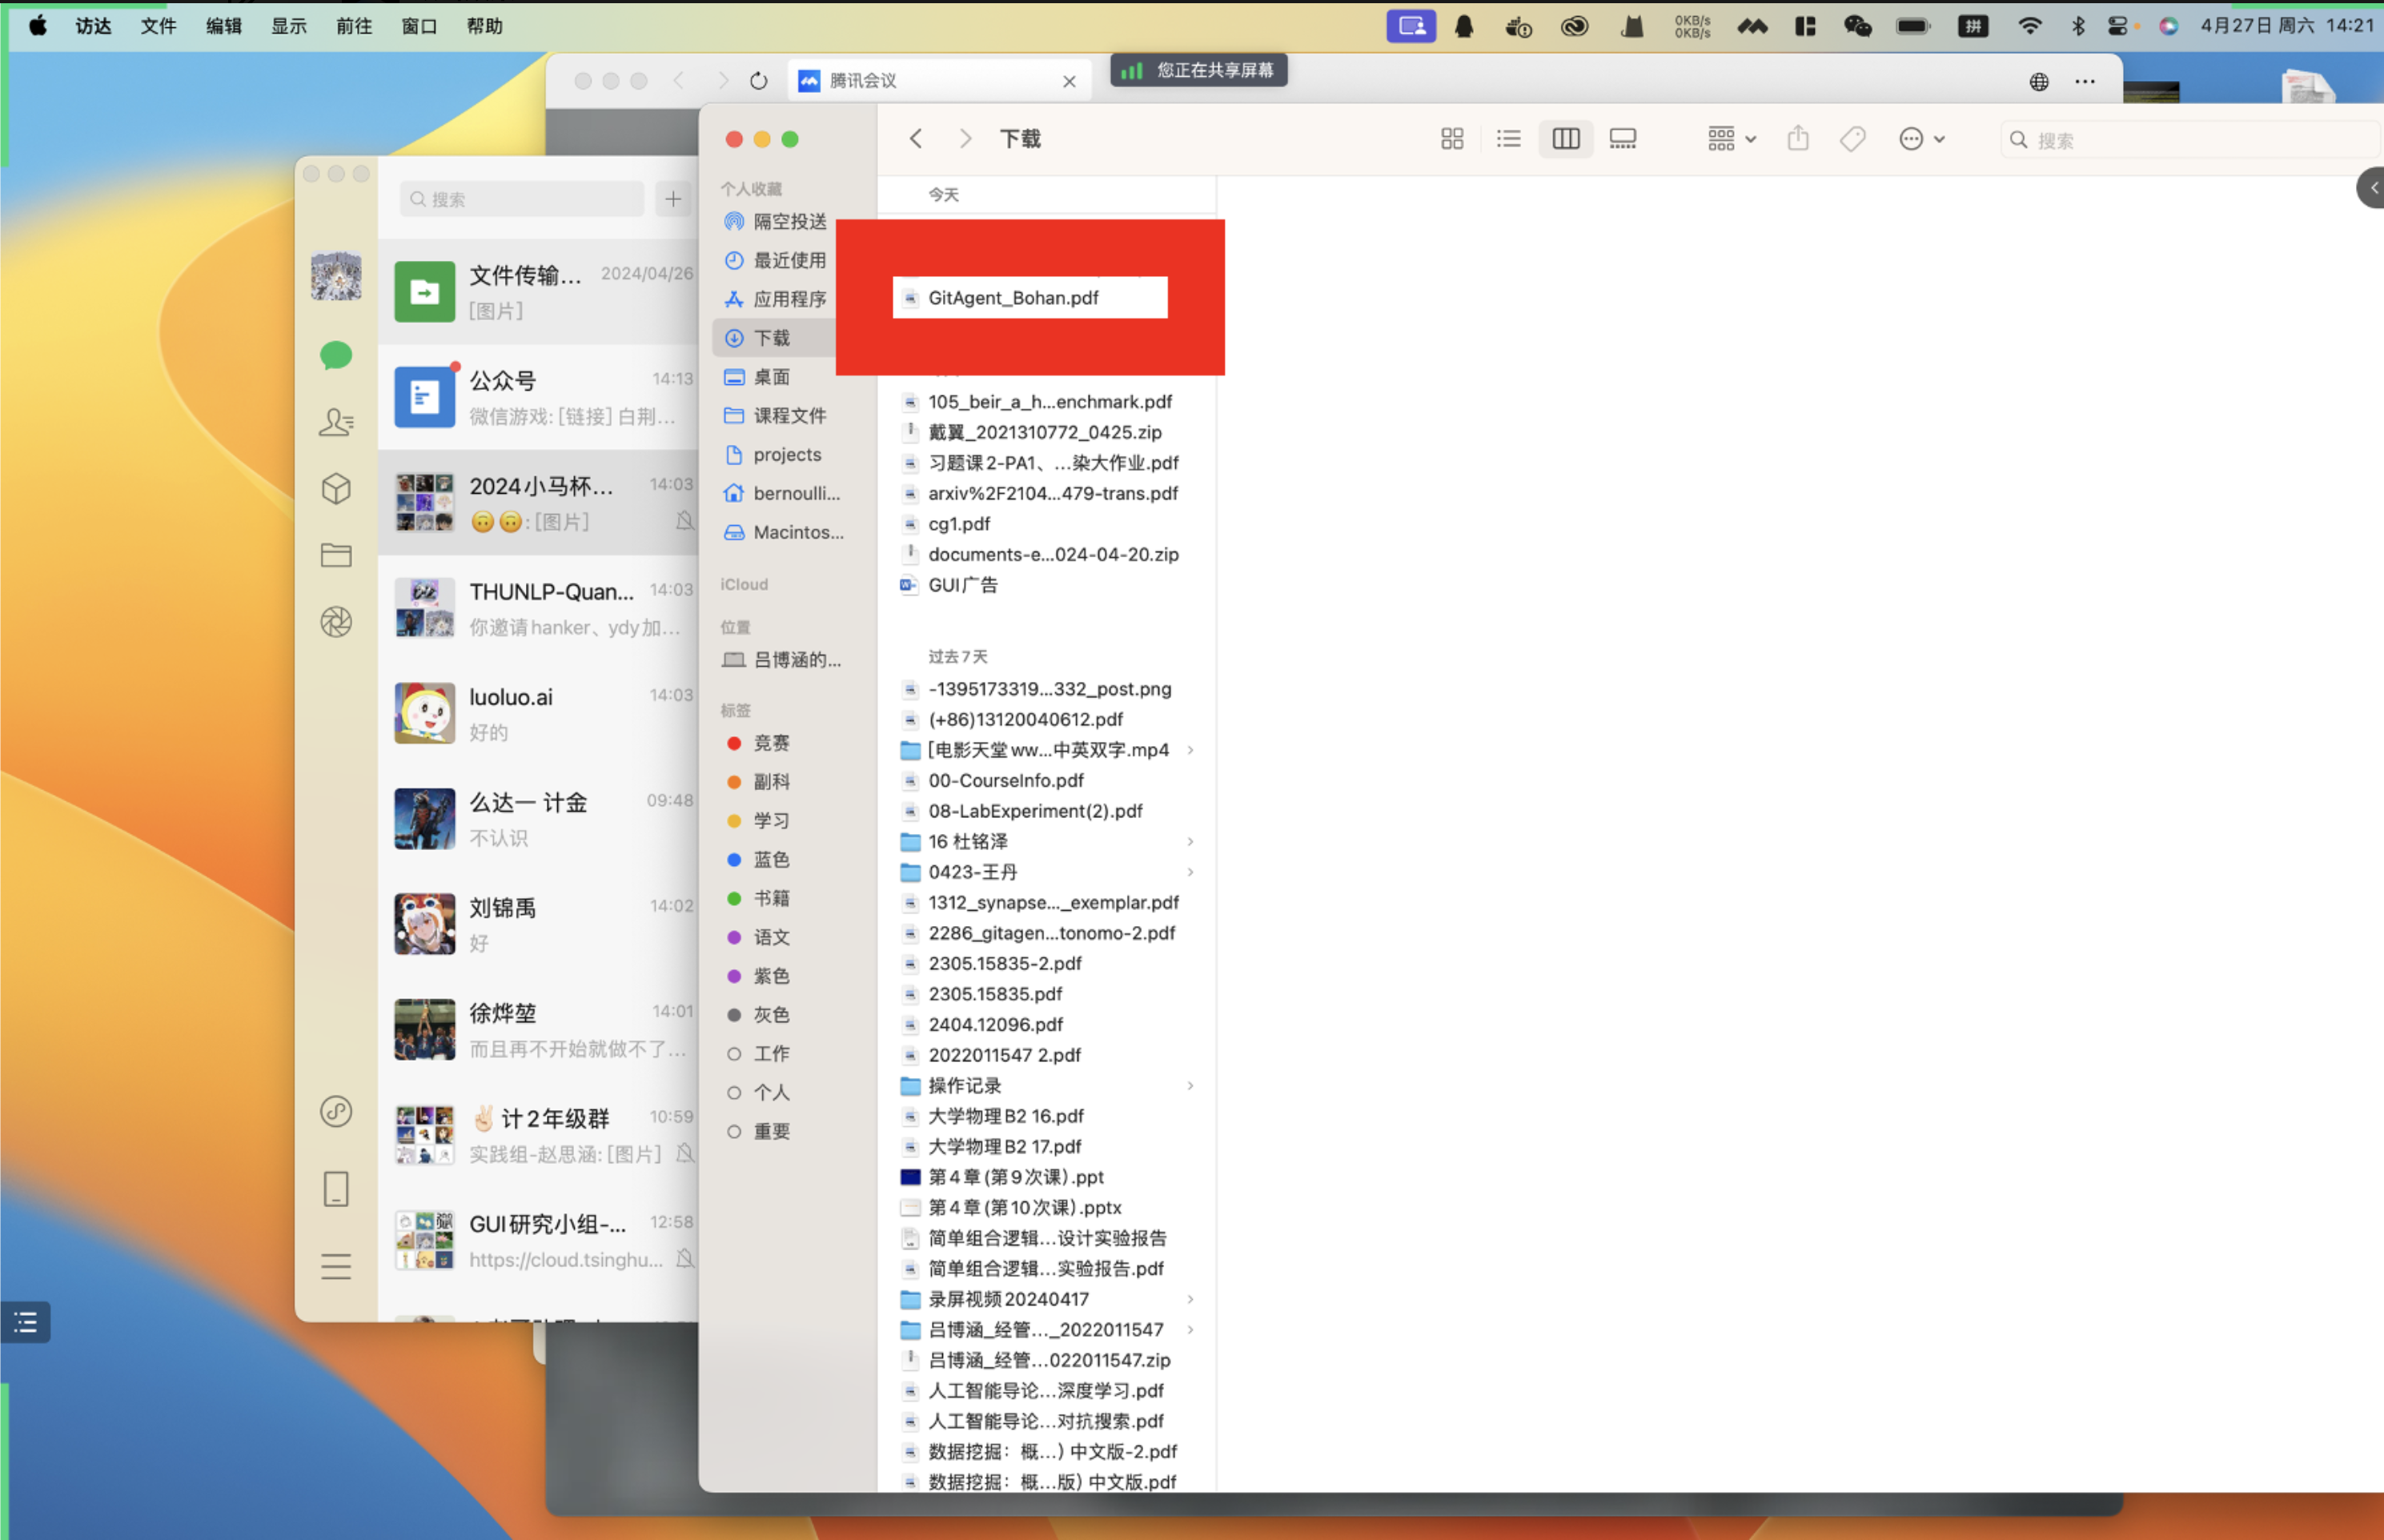 访达 文件 编辑 显示 前往 窗口 帮助
0KB/s
0KB/s
拼
4月27日 周六 14:21
腾讯会议
您正在共享屏幕
搜索
文件传输... 2024/04/26
[图片]
公众号 14:13
微信游戏: [链接] 白荆...
2024小马杯... 14:03
🙃🙃: [图片]
THUNLP-Quan... 14:03
你邀请hanker、ydy加...
luoluo.ai 14:03
好的
么达一 计金 09:48
不认识
刘锦禹 14:02
好
徐烨堃 14:01
而且再不开始就做不了...
✌🏻计2年级群 10:59
实践组-赵思涵: [图片]
GUI研究小组-... 12:58
https://cloud.tsinghu...
下载
搜索
个人收藏
隔空投送
最近使用
应用程序
下载
桌面
课程文件
projects
bernoulli...
Macintos...
iCloud
位置
吕博涵的...
标签
竞赛
副科
学习
蓝色
书籍
语文
紫色
灰色
工作
个人
重要
今天
GitAgent_Bohan.pdf
105_beir_a_h...enchmark.pdf
戴翼_2021310772_0425.zip
习题课2-PA1、...染大作业.pdf
arxiv%2F2104...479-trans.pdf
cg1.pdf
documents-e...024-04-20.zip
GUI广告
过去7天
-1395173319...332_post.png
(+86)13120040612.pdf
[电影天堂ww...中英双字.mp4
00-CourseInfo.pdf
08-LabExperiment(2).pdf
16 杜铭泽
0423-王丹
1312_synapse..._exemplar.pdf
2286_gitagen...tonomo-2.pdf
2305.15835-2.pdf
2305.15835.pdf
2404.12096.pdf
2022011547 2.pdf
操作记录
大学物理B2 16.pdf
大学物理B2 17.pdf
第4章(第9次课).ppt
第4章(第10次课).pptx
简单组合逻辑...设计实验报告
简单组合逻辑...实验报告.pdf
录屏视频20240417
吕博涵_经管..._2022011547
吕博涵_经管...022011547.zip
人工智能导论...深度学习.pdf
人工智能导论...对抗搜索.pdf
数据挖掘：概...) 中文版-2.pdf
数据挖掘：概...版) 中文版.pdf